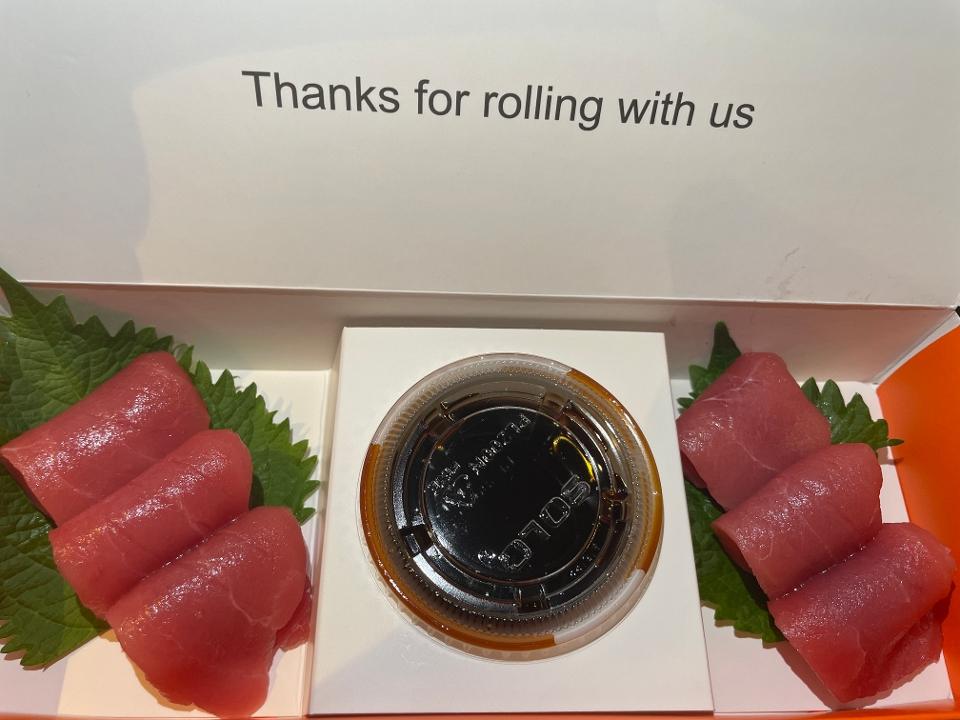 Thanks for rolling with us
SOLO